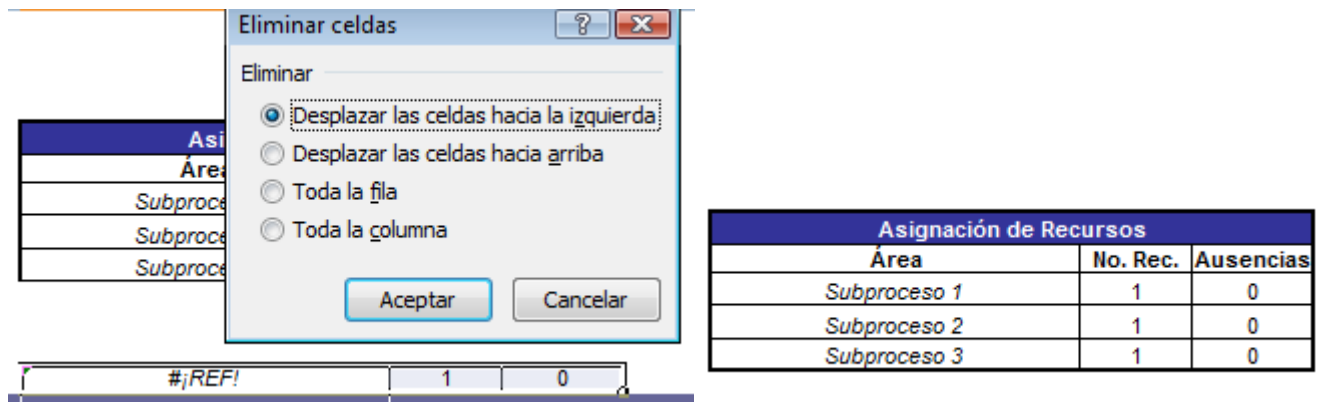 Eliminar celdas
Eliminar
Desplazar las celdas hacia la izquierda
Desplazar las celdas hacia arriba
Toda la fila
Toda la columna
Aceptar Cancelar
Asi
Área
Subproce
Subproce
Subproce
#¡REF! 1 0
Asignación de Recursos
Área No. Rec. Ausencias
Subproceso 1 1 0
Subproceso 2 1 0
Subproceso 3 1 0